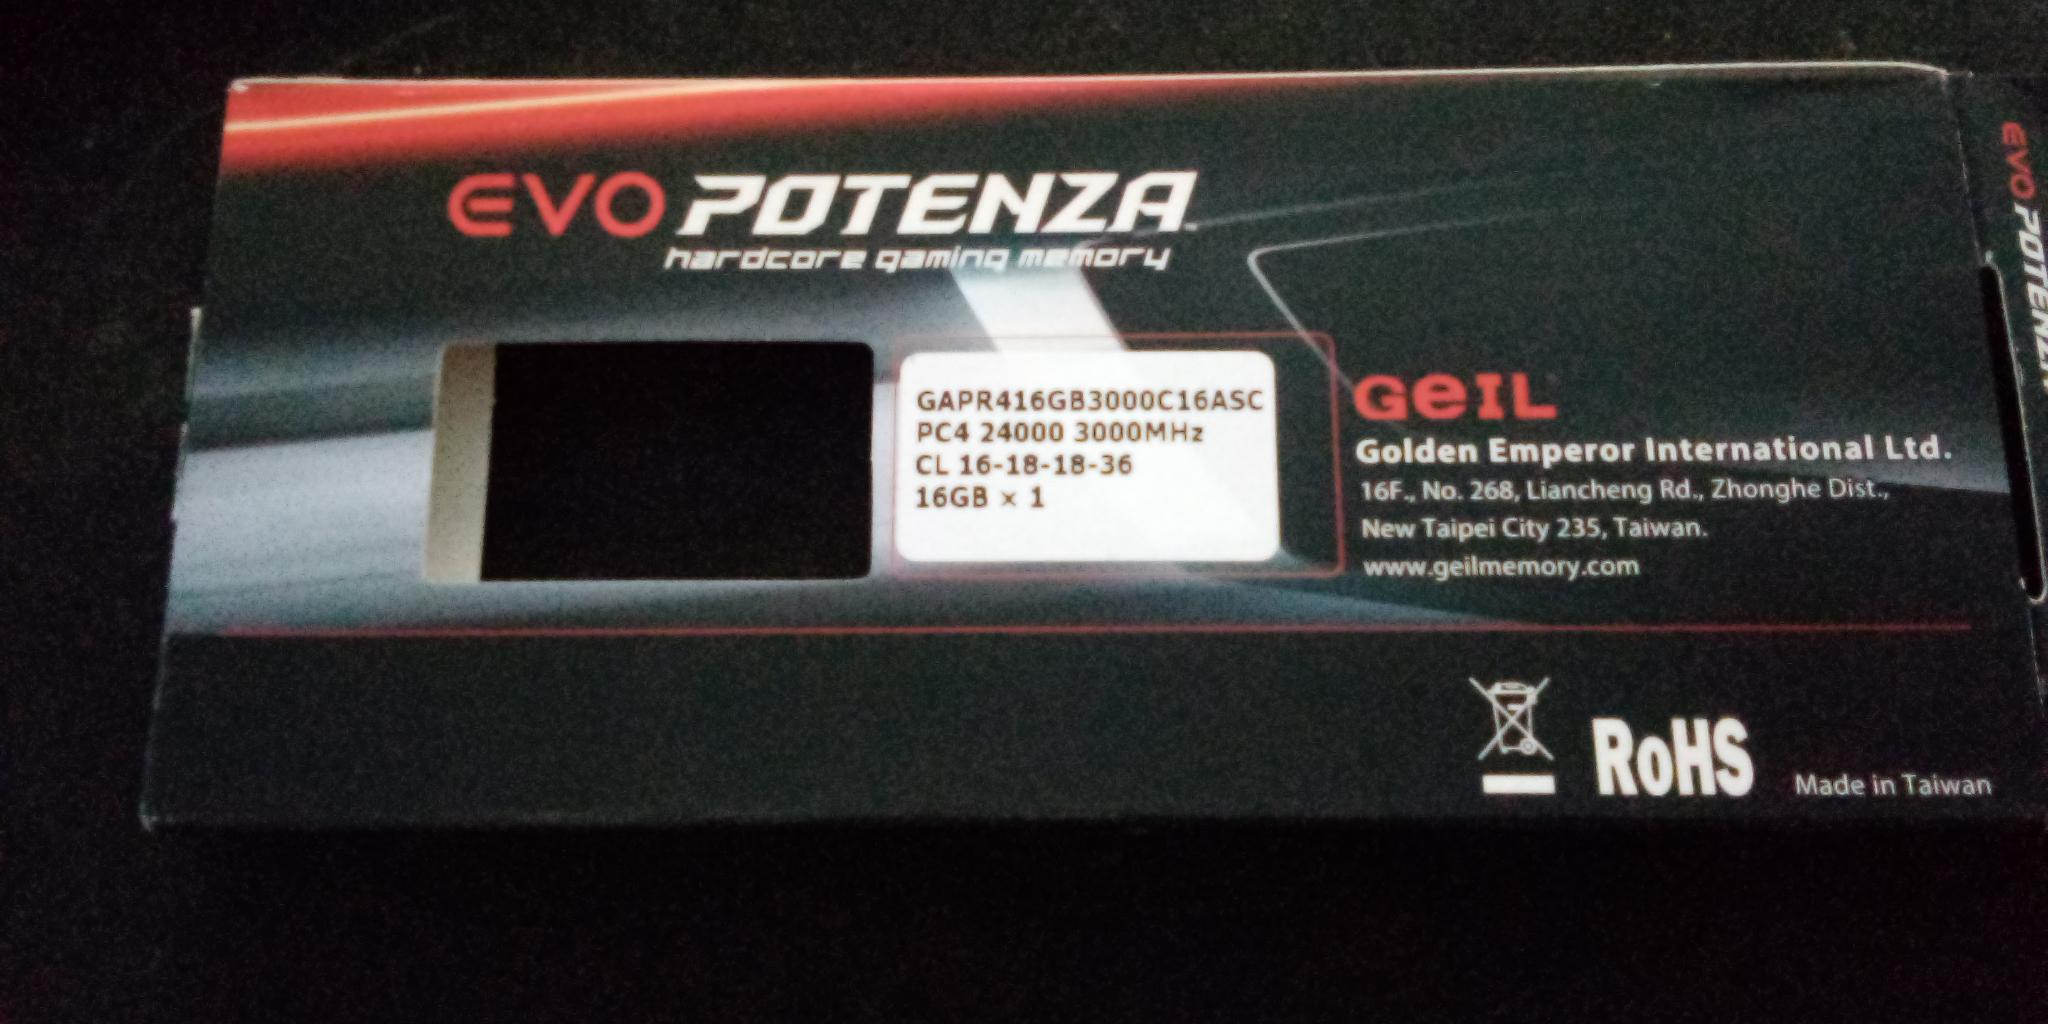 EVO POTENZA
hardcore gaming memory
GAPR416GB3000C16ASC
PC4 24000 3000MHz
CL 16-18-18-36
16GB × 1
GeIL
Golden Emperor International Ltd.
16F., No. 268, Liancheng Rd., Zhonghe Dist.,
New Taipei City 235, Taiwan.
www.geilmemory.com
RoHS
Made in Taiwan
EVO POTENZA